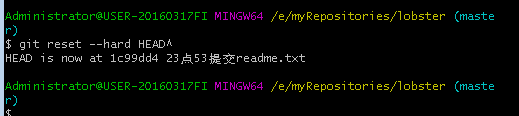 Administrator@USER-20160317FI MINGW64 /e/myRepositories/lobster (maste
r)
$ git reset --hard HEAD^
HEAD is now at 1c99dd4 23点53提交readme.txt

Administrator@USER-20160317FI MINGW64 /e/myRepositories/lobster (maste
r)
$